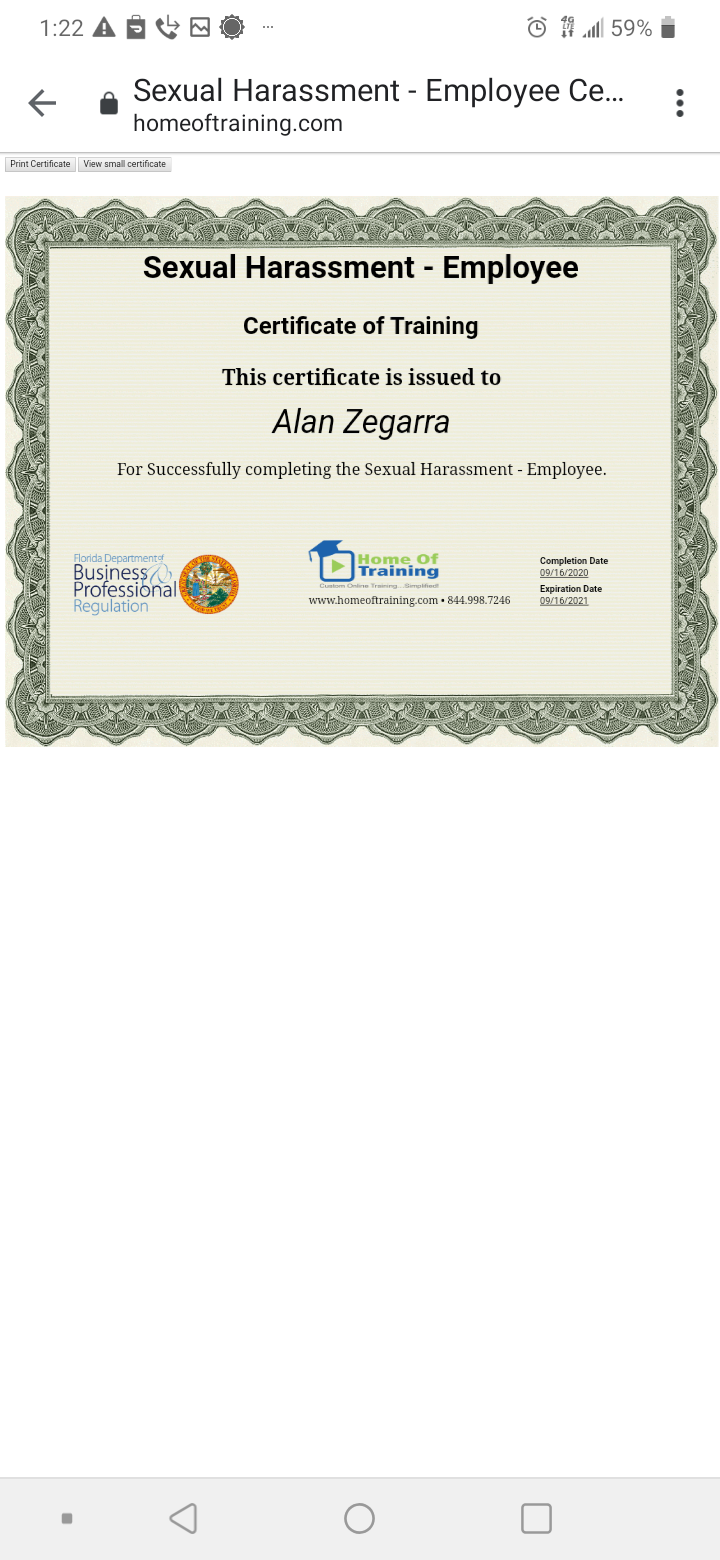 1:22
4G LTE 59%
Sexual Harassment - Employee Ce...
homeoftraining.com
Print Certificate View small certificate
Sexual Harassment - Employee
Certificate of Training
This certificate is issued to
Alan Zegarra
For Successfully completing the Sexual Harassment - Employee.
Florida Department of
Business &
Professional
Regulation
Home Of
Training
Custom Online Training...Simplified!
www.homeoftraining.com • 844.998.7246
Completion Date
09/16/2020
Expiration Date
09/16/2021